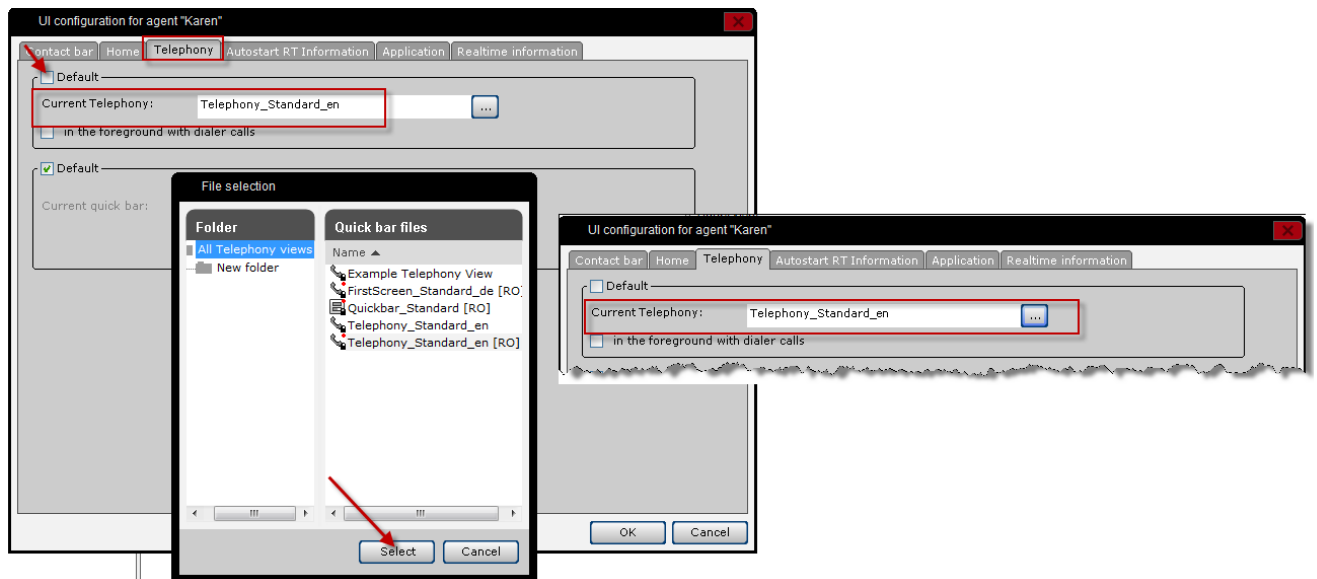 UI configuration for agent "Karen"
Contact bar Home Telephony Autostart RT Information Application Realtime information
Default
Current Telephony: Telephony_Standard_en ...
in the foreground with dialer calls
Default
Current quick bar:
File selection
Folder
All Telephony views
New folder
Quick bar files
Name
Example Telephony View
FirstScreen_Standard_de [RO]
Quickbar_Standard [RO]
Telephony_Standard_en
Telephony_Standard_en [RO]
Select Cancel
OK Cancel
UI configuration for agent "Karen"
Contact bar Home Telephony Autostart RT Information Application Realtime information
Default
Current Telephony: Telephony_Standard_en ...
in the foreground with dialer calls